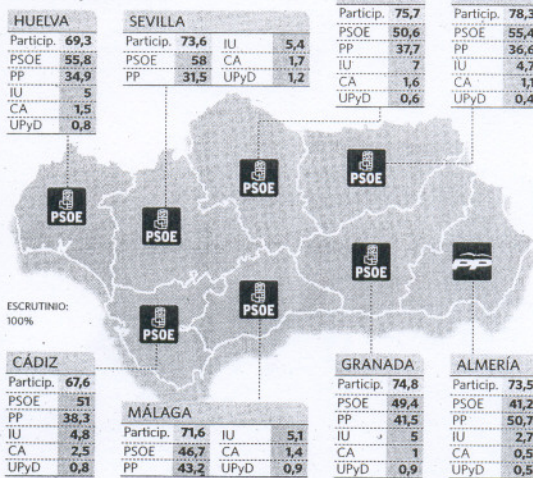 Particip. 75,7
PSOE 50,6
PP 37,7
IU 7
CA 1,6
UPyD 0,6
Particip. 78,3
PSOE 55,4
PP 36,6
IU 4,7
CA 1,1
UPyD 0,4
HUELVA
Particip. 69,3
PSOE 55,8
PP 34,9
IU 5
CA 1,5
UPyD 0,8
SEVILLA
Particip. 73,6 IU 5,4
PSOE 58 CA 1,7
PP 31,5 UPyD 1,2
PSOE
PSOE
PSOE
PSOE
PSOE
PP
PSOE
PSOE
ESCRUTINIO:
100%
CÁDIZ
Particip. 67,6
PSOE 51
PP 38,3
IU 4,8
CA 2,5
UPyD 0,8
MÁLAGA
Particip. 71,6 IU 5,1
PSOE 46,7 CA 1,4
PP 43,2 UPyD 0,9
GRANADA
Particip. 74,8
PSOE 49,4
PP 41,5
IU 5
CA 1
UPyD 0,9
ALMERÍA
Particip. 73,5
PSOE 41,2
PP 50,7
IU 2,7
CA 0,5
UPyD 0,5